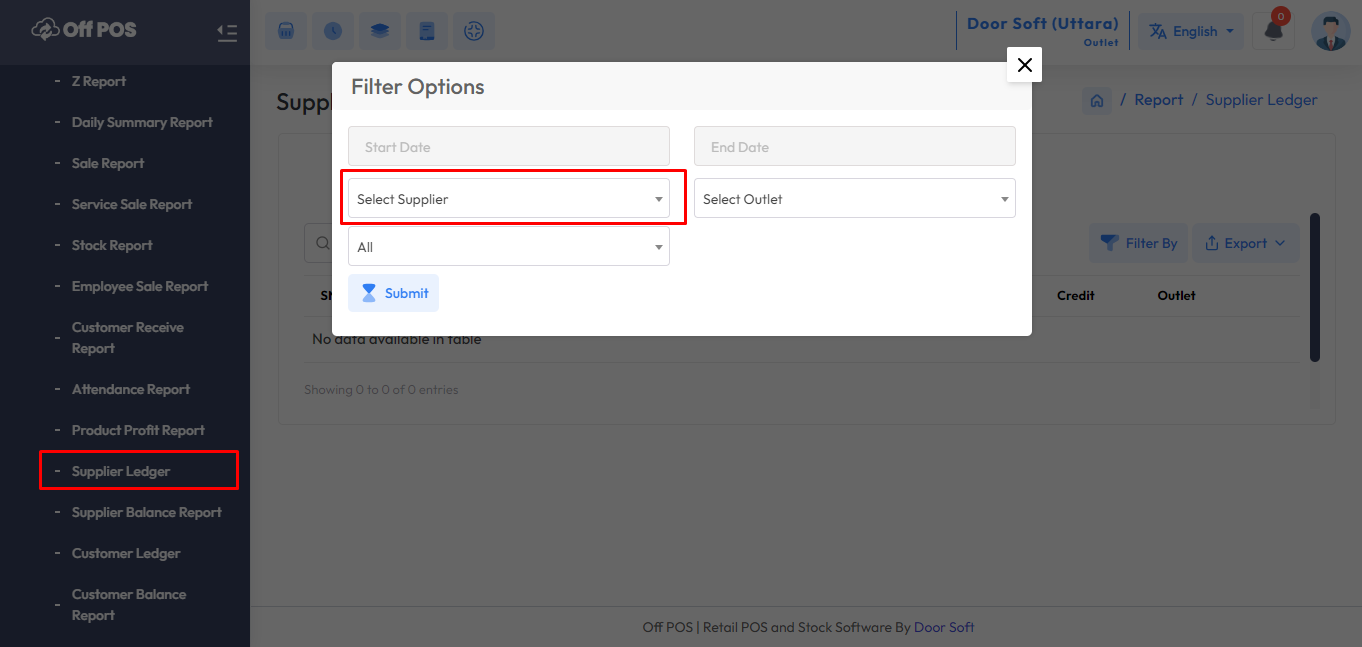 Off POS
Door Soft (Uttara)
Outlet
English
0
Z Report
Daily Summary Report
Sale Report
Service Sale Report
Stock Report
Employee Sale Report
Customer Receive
Report
Attendance Report
Product Profit Report
Supplier Ledger
Supplier Balance Report
Customer Ledger
Customer Balance
Report
/ Report / Supplier Ledger
Filter Options
Start Date
End Date
Select Supplier
Select Outlet
All
Submit
Filter By
Export
Credit
Outlet
No data available in table
Showing 0 to 0 of 0 entries
Off POS | Retail POS and Stock Software By Door Soft